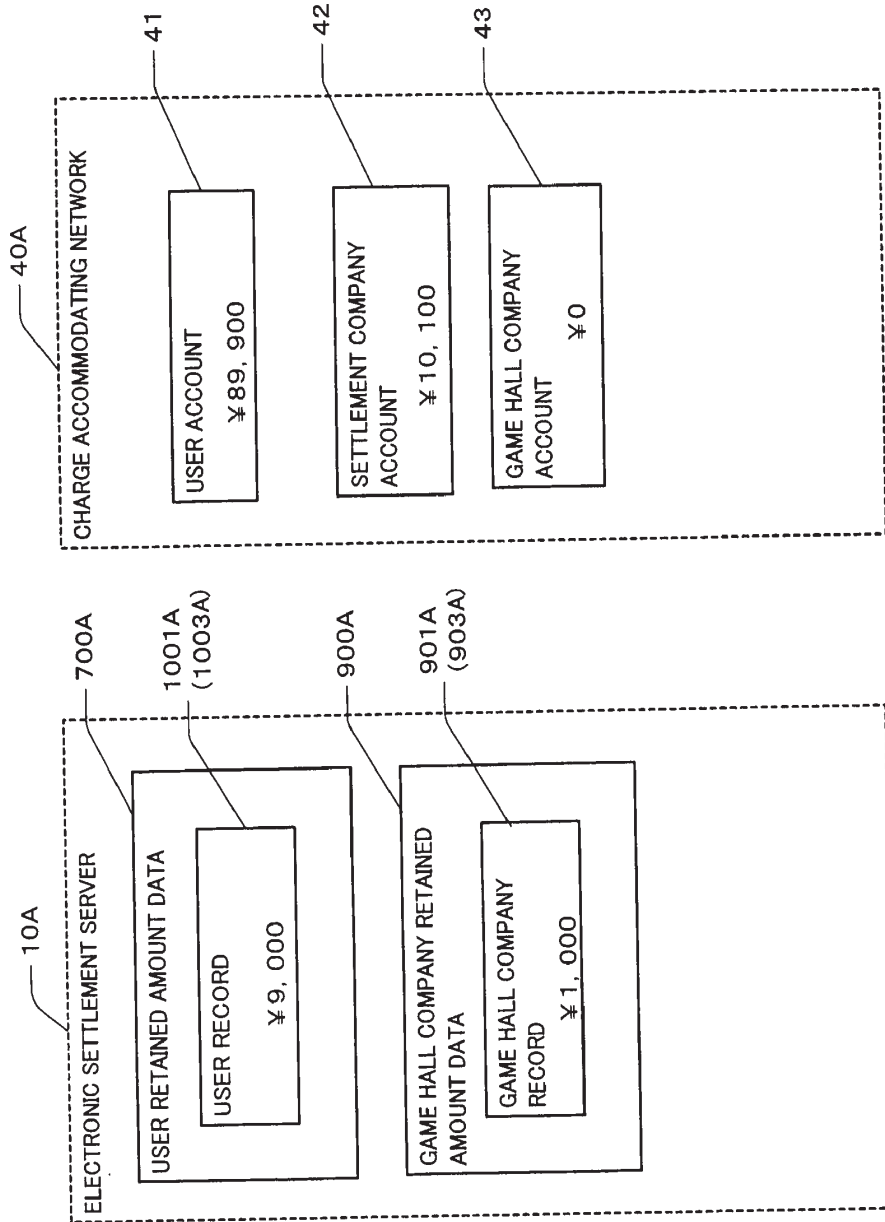 10A
ELECTRONIC SETTLEMENT SERVER
700A
USER RETAINED AMOUNT DATA
1001A
(1003A)
USER RECORD
¥9, 000
900A
GAME HALL COMPANY RETAINED
AMOUNT DATA
901A
(903A)
GAME HALL COMPANY
RECORD
¥1, 000
40A
CHARGE ACCOMMODATING NETWORK
41
USER ACCOUNT
¥89, 900
42
SETTLEMENT COMPANY
ACCOUNT
¥10, 100
43
GAME HALL COMPANY
ACCOUNT
¥0